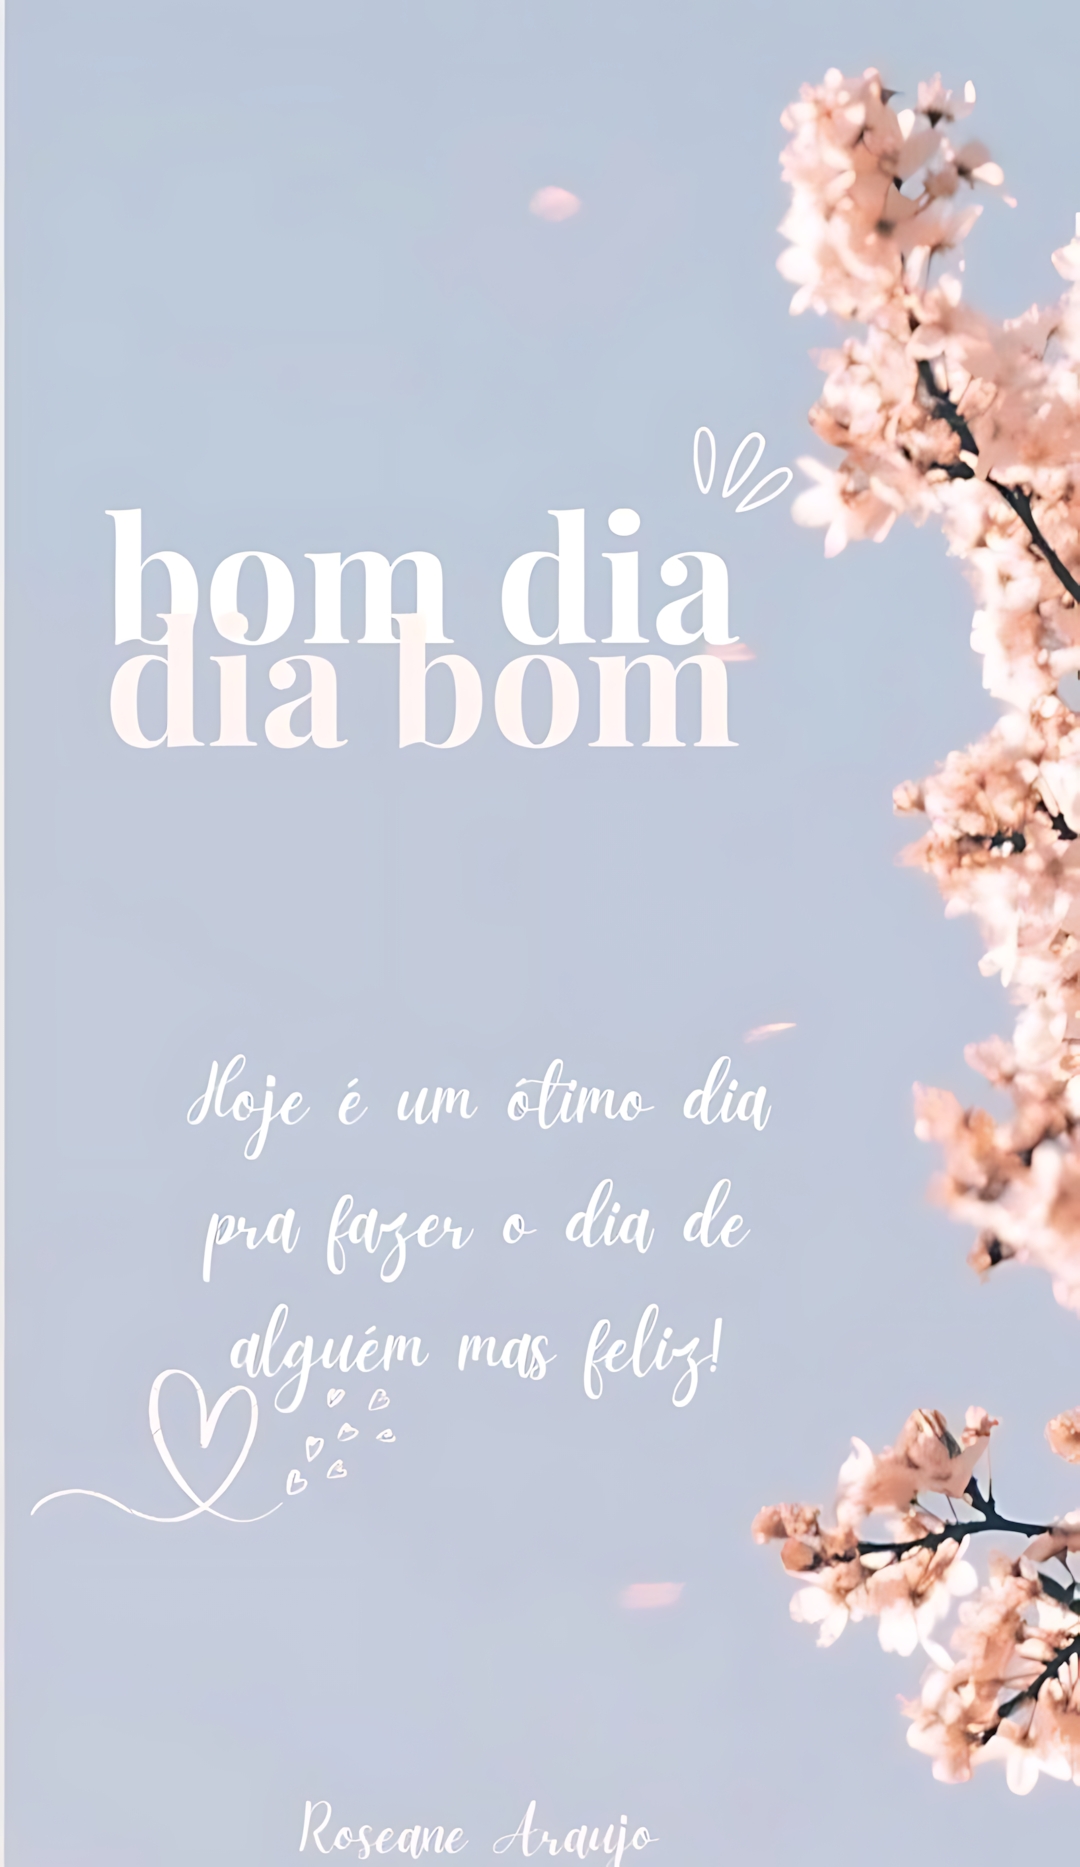 bom dia
dia bom
Hoje é um ótimo dia
pra fazer o dia de
alguém mas feliz!
Roseane Araujo